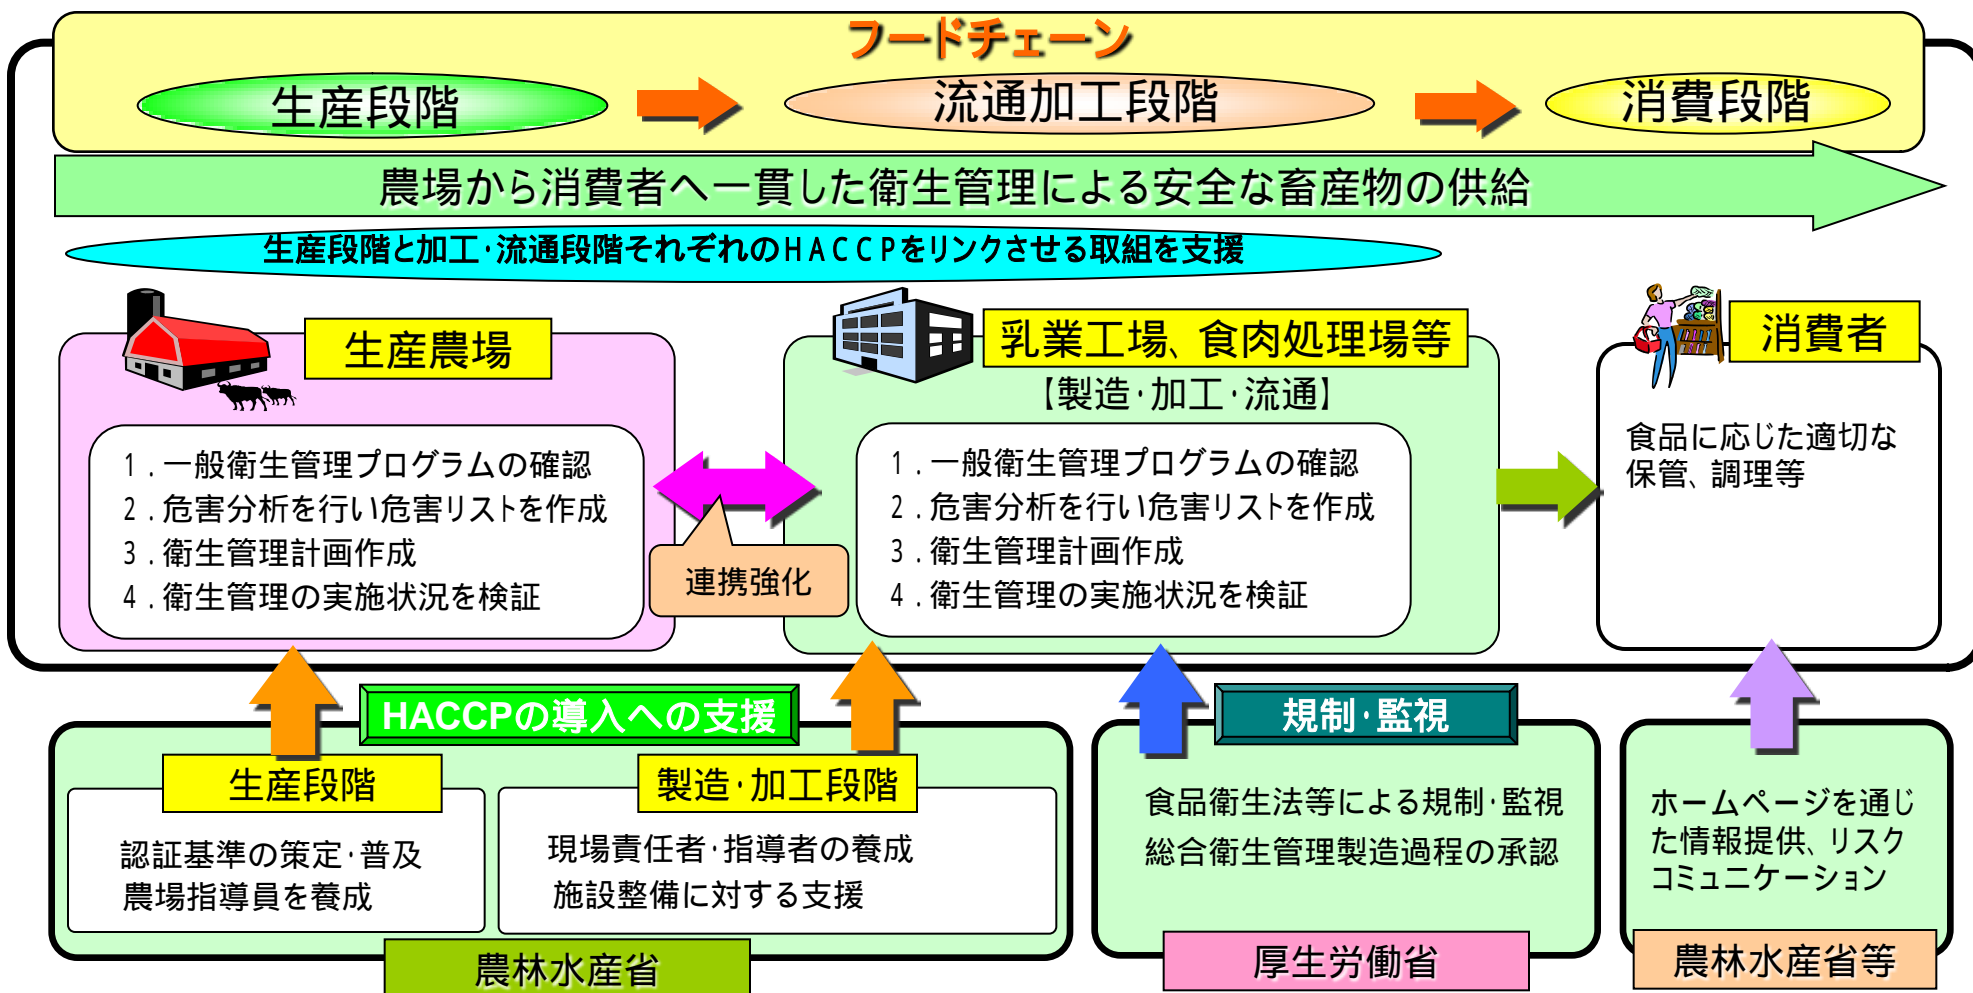 フードチェーン
生産段階
流通加工段階
消費段階
農場から消費者へ一貫した衛生管理による安全な畜産物の供給
生産段階と加工・流通段階それぞれのHACCPをリンクさせる取組を支援
生産農場
1．一般衛生管理プログラムの確認
2．危害分析を行い危害リストを作成
3．衛生管理計画作成
4．衛生管理の実施状況を検証
連携強化
乳業工場、食肉処理場等
【製造・加工・流通】
1．一般衛生管理プログラムの確認
2．危害分析を行い危害リストを作成
3．衛生管理計画作成
4．衛生管理の実施状況を検証
消費者
食品に応じた適切な
保管、調理等
HACCPの導入への支援
生産段階
認証基準の策定・普及
農場指導員を養成
製造・加工段階
現場責任者・指導者の養成
施設整備に対する支援
農林水産省
規制・監視
食品衛生法等による規制・監視
総合衛生管理製造過程の承認
厚生労働省
ホームページを通じ
た情報提供、リスク
コミュニケーション
農林水産省等